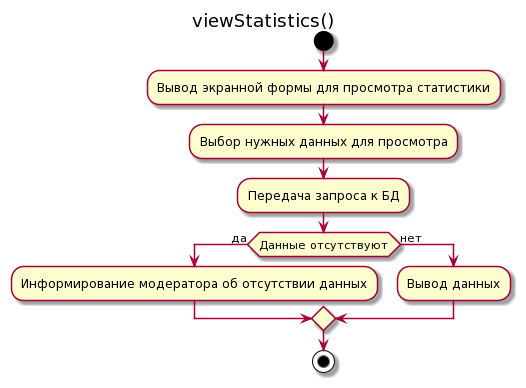 viewStatistics()
Вывод экранной формы для просмотра статистики
Выбор нужных данных для просмотра
Передача запроса к БД
да
Данные отсутствуют
нет
Информирование модератора об отсутствии данных
Вывод данных